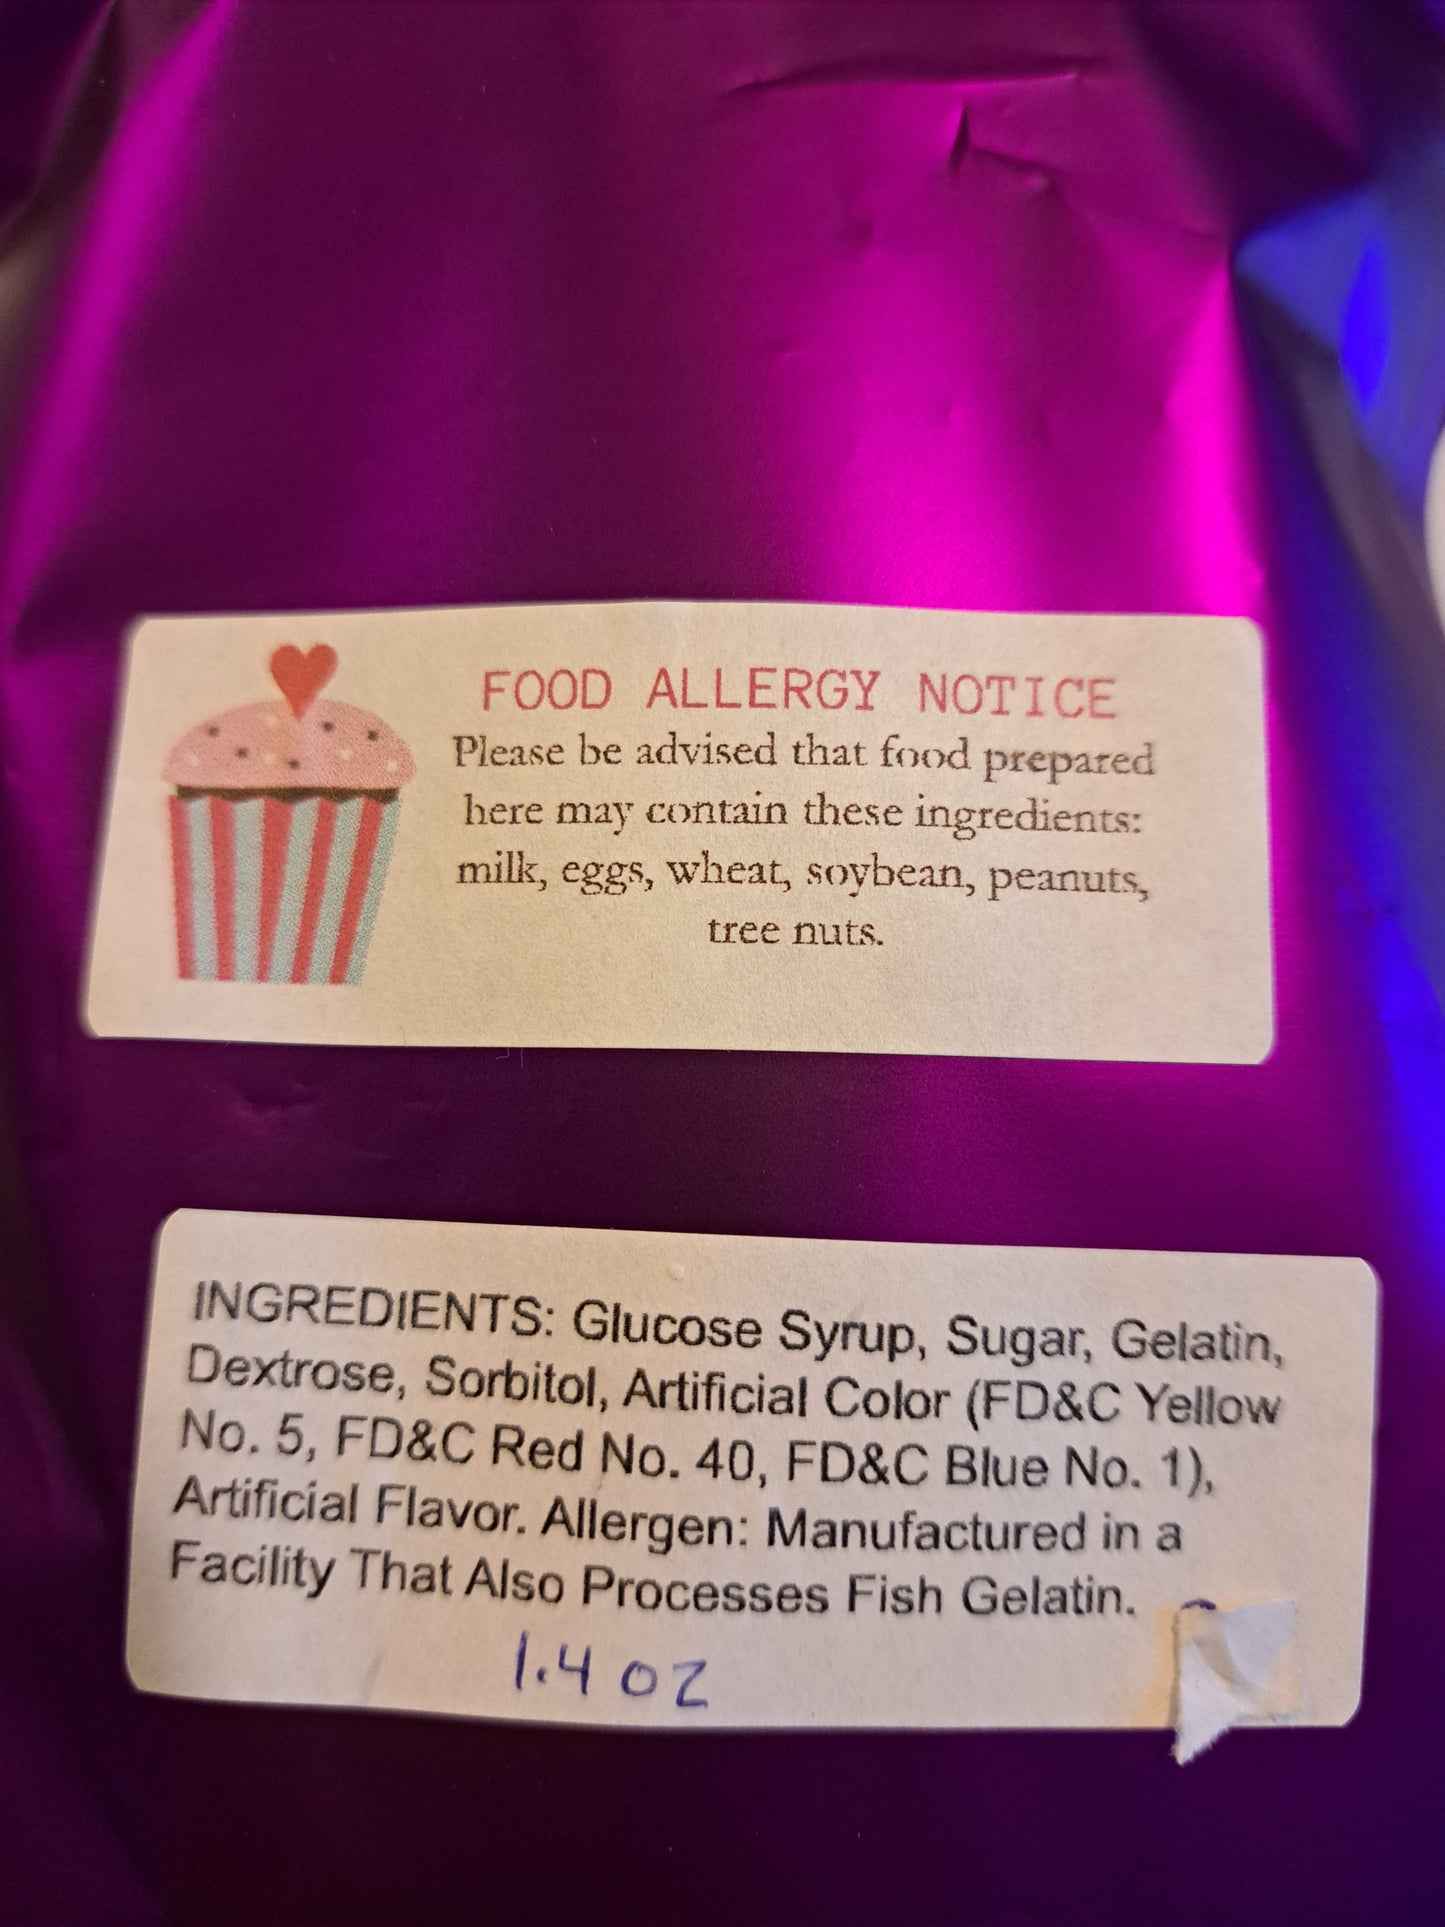 FOOD ALLERGY NOTICE
Please be advised that food prepared
here may contain these ingredients:
milk, eggs, wheat, soybean, peanuts,
tree nuts.
INGREDIENTS: Glucose Syrup, Sugar, Gelatin,
Dextrose, Sorbitol, Artificial Color (FD&C Yellow
No. 5, FD&C Red No. 40, FD&C Blue No. 1),
Artificial Flavor. Allergen: Manufactured in a
Facility That Also Processes Fish Gelatin.
1.4 oz